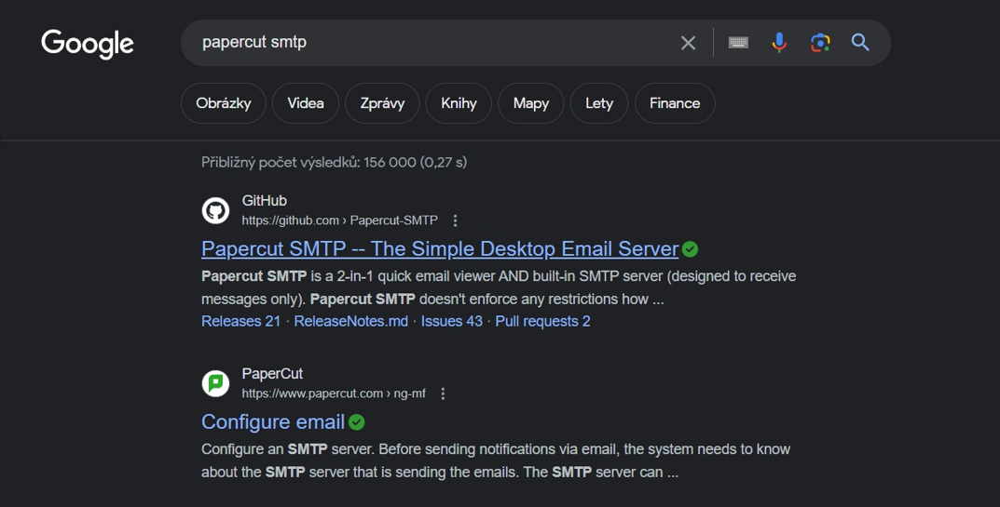 Google
papercut smtp
Obrázky Videa Zprávy Knihy Mapy Lety Finance
Přibližný počet výsledků: 156 000 (0,27 s)
GitHub
https://github.com › Papercut-SMTP
Papercut SMTP -- The Simple Desktop Email Server
Papercut SMTP is a 2-in-1 quick email viewer AND built-in SMTP server (designed to receive
messages only). Papercut SMTP doesn't enforce any restrictions how ...
Releases 21 · ReleaseNotes.md · Issues 43 · Pull requests 2
PaperCut
https://www.papercut.com › ng-mf
Configure email
Configure an SMTP server. Before sending notifications via email, the system needs to know
about the SMTP server that is sending the emails. The SMTP server can ...